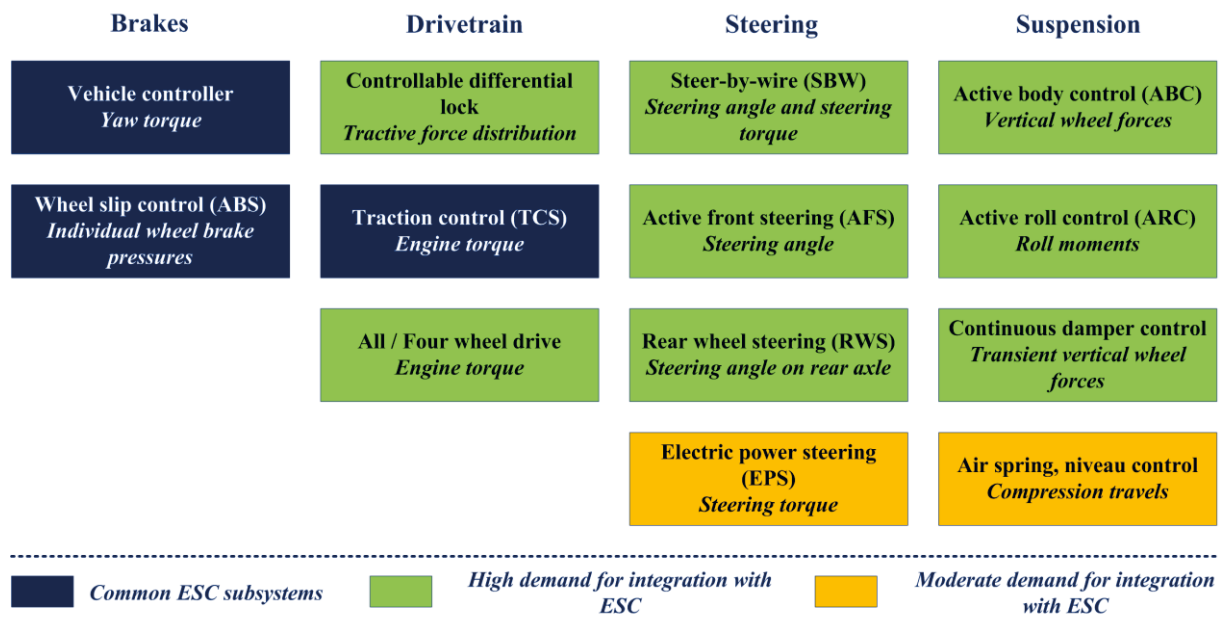 Brakes
Vehicle controller
Yaw torque
Wheel slip control (ABS)
Individual wheel brake
pressures
Drivetrain
Controllable differential
lock
Tractive force distribution
Traction control (TCS)
Engine torque
All / Four wheel drive
Engine torque
Steering
Steer-by-wire (SBW)
Steering angle and steering
torque
Active front steering (AFS)
Steering angle
Rear wheel steering (RWS)
Steering angle on rear axle
Electric power steering
(EPS)
Steering torque
Suspension
Active body control (ABC)
Vertical wheel forces
Active roll control (ARC)
Roll moments
Continuous damper control
Transient vertical wheel
forces
Air spring, niveau control
Compression travels
Common ESC subsystems
High demand for integration with
ESC
Moderate demand for integration
with ESC